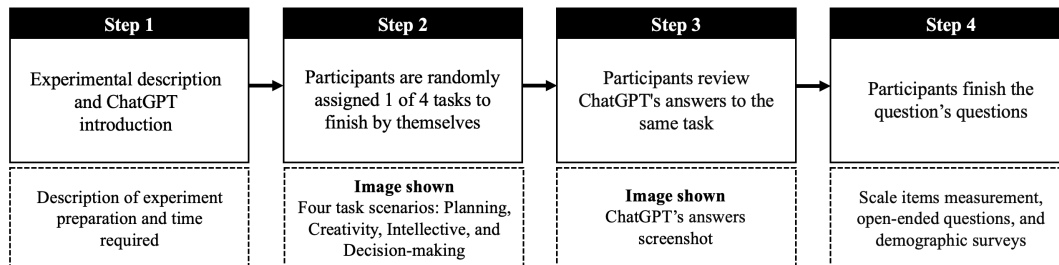 Step 1
Experimental description
and ChatGPT
introduction
Description of experiment
preparation and time
required
Step 2
Participants are randomly
assigned 1 of 4 tasks to
finish by themselves
Image shown
Four task scenarios: Planning,
Creativity, Intellective, and
Decision-making
Step 3
Participants review
ChatGPT's answers to the
same task
Image shown
ChatGPT’s answers
screenshot
Step 4
Participants finish the
question’s questions
Scale items measurement,
open-ended questions, and
demographic surveys